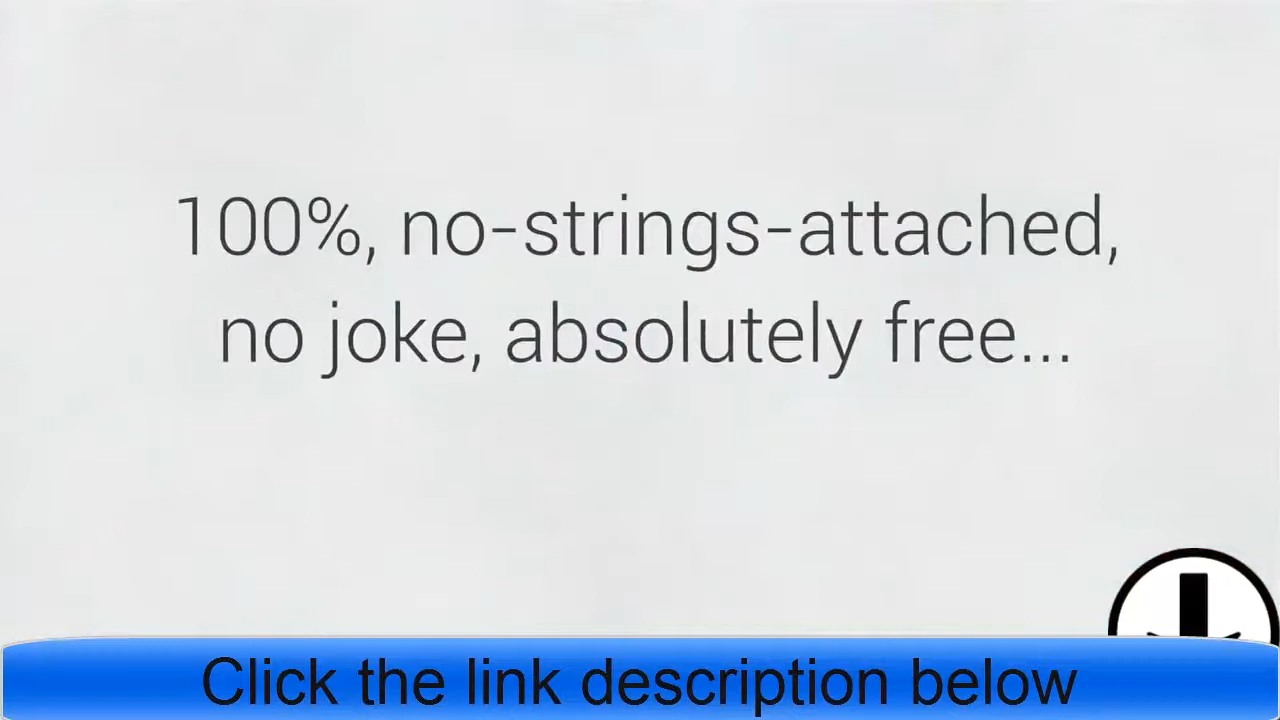 100%, no-strings-attached,
no joke, absolutely free...
Click the link description below